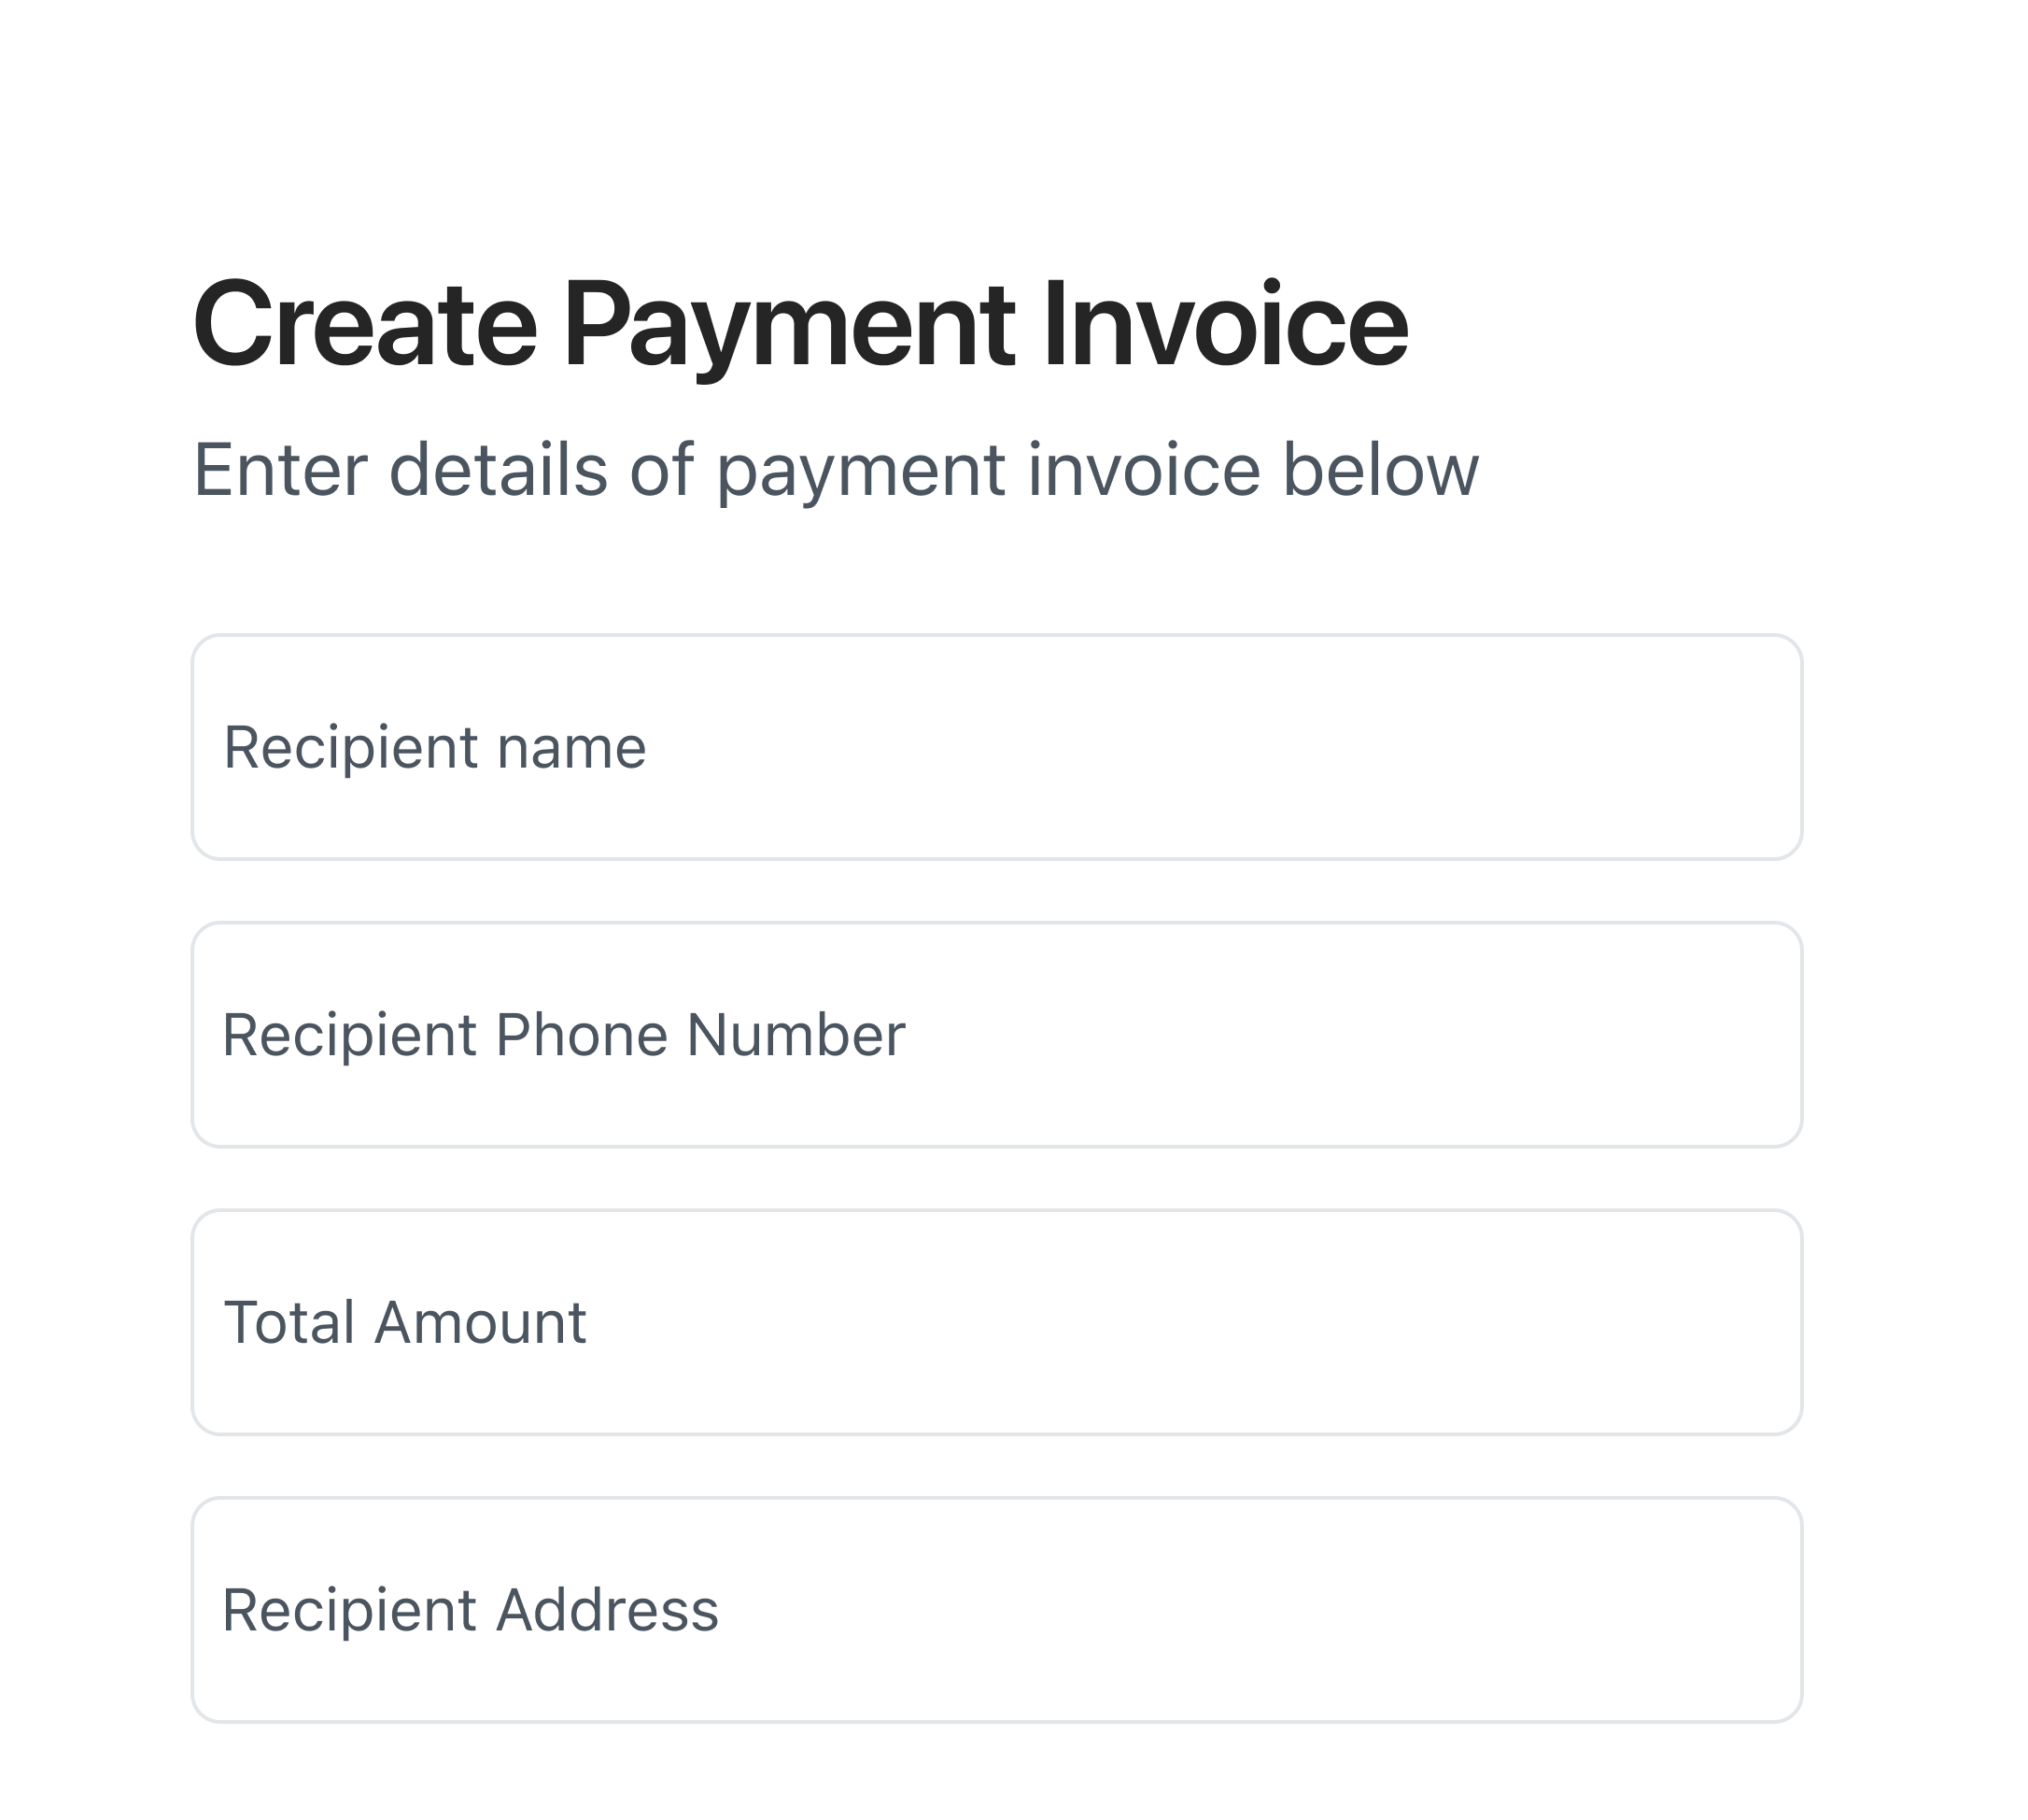 Create Payment Invoice
Enter details of payment invoice below
Recipient name
Recipient Phone Number
Total Amount
Recipient Address